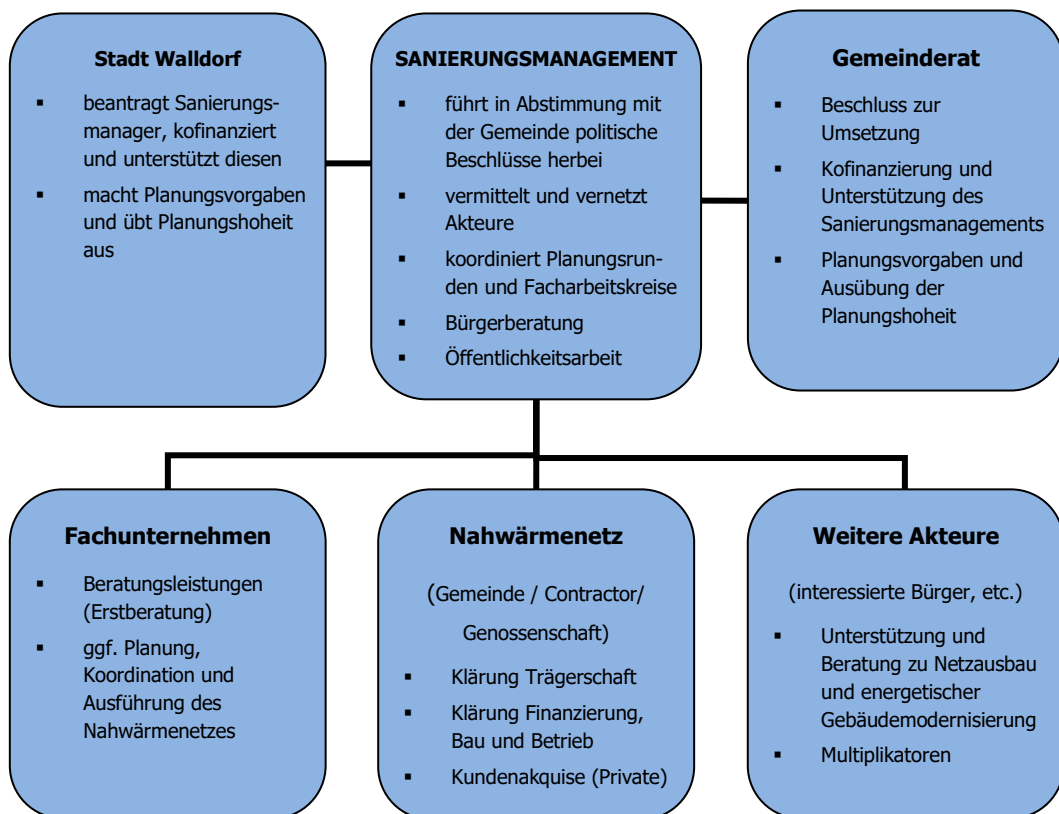 Stadt Walldorf
▪ beantragt Sanierungs-
manager, kofinanziert
und unterstützt diesen
▪ macht Planungsvorgaben
und übt Planungshoheit
aus
SANIERUNGSMANAGEMENT
▪ führt in Abstimmung mit
der Gemeinde politische
Beschlüsse herbei
▪ vermittelt und vernetzt
Akteure
▪ koordiniert Planungsrun-
den und Facharbeitskreise
▪ Bürgerberatung
▪ Öffentlichkeitsarbeit
Gemeinderat
▪ Beschluss zur
Umsetzung
▪ Kofinanzierung und
Unterstützung des
Sanierungsmanagements
▪ Planungsvorgaben und
Ausübung der
Planungshoheit
Fachunternehmen
▪ Beratungsleistungen
(Erstberatung)
▪ ggf. Planung,
Koordination und
Ausführung des
Nahwärmenetzes
Nahwärmenetz
(Gemeinde / Contractor/
Genossenschaft)
▪ Klärung Trägerschaft
▪ Klärung Finanzierung,
Bau und Betrieb
▪ Kundenakquise (Private)
Weitere Akteure
(interessierte Bürger, etc.)
▪ Unterstützung und
Beratung zu Netzausbau
und energetischer
Gebäudemodernisierung
▪ Multiplikatoren